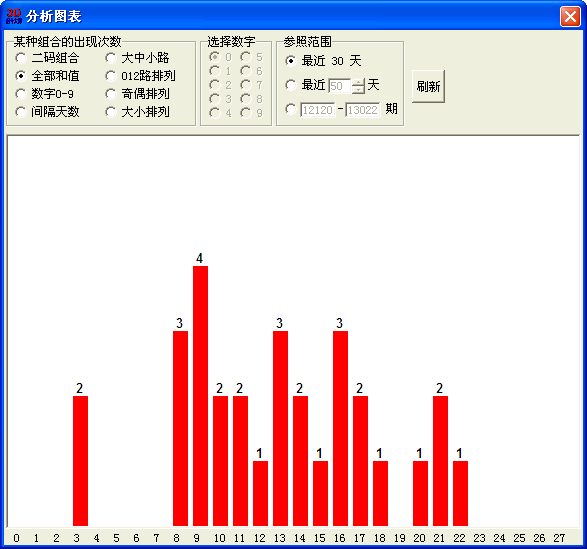 分析图表
某种组合的出现次数
二码组合 大中小路
全部和值 012路排列
数字0-9 奇偶排列
间隔天数 大小排列
选择数字
0 5
1 6
2 7
3 8
4 9
参照范围
最近 30 天
最近 50 天
12120 - 13022 期
刷新
4
3 3 3
2 2 2 2 2 2
1 1 1 1 1
0 1 2 3 4 5 6 7 8 9 10 11 12 13 14 15 16 17 18 19 20 21 22 23 24 25 26 27